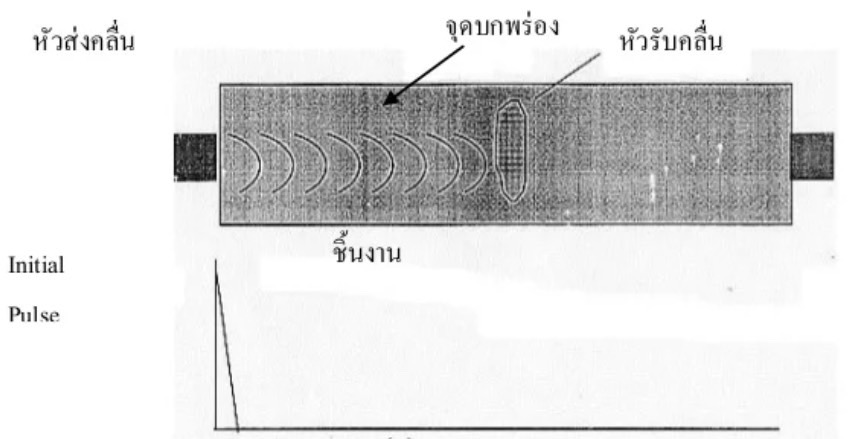 หัวส่งคลื่น
จุดบกพร่อง
หัวรับคลื่น
ชิ้นงาน
Initial
Pulse